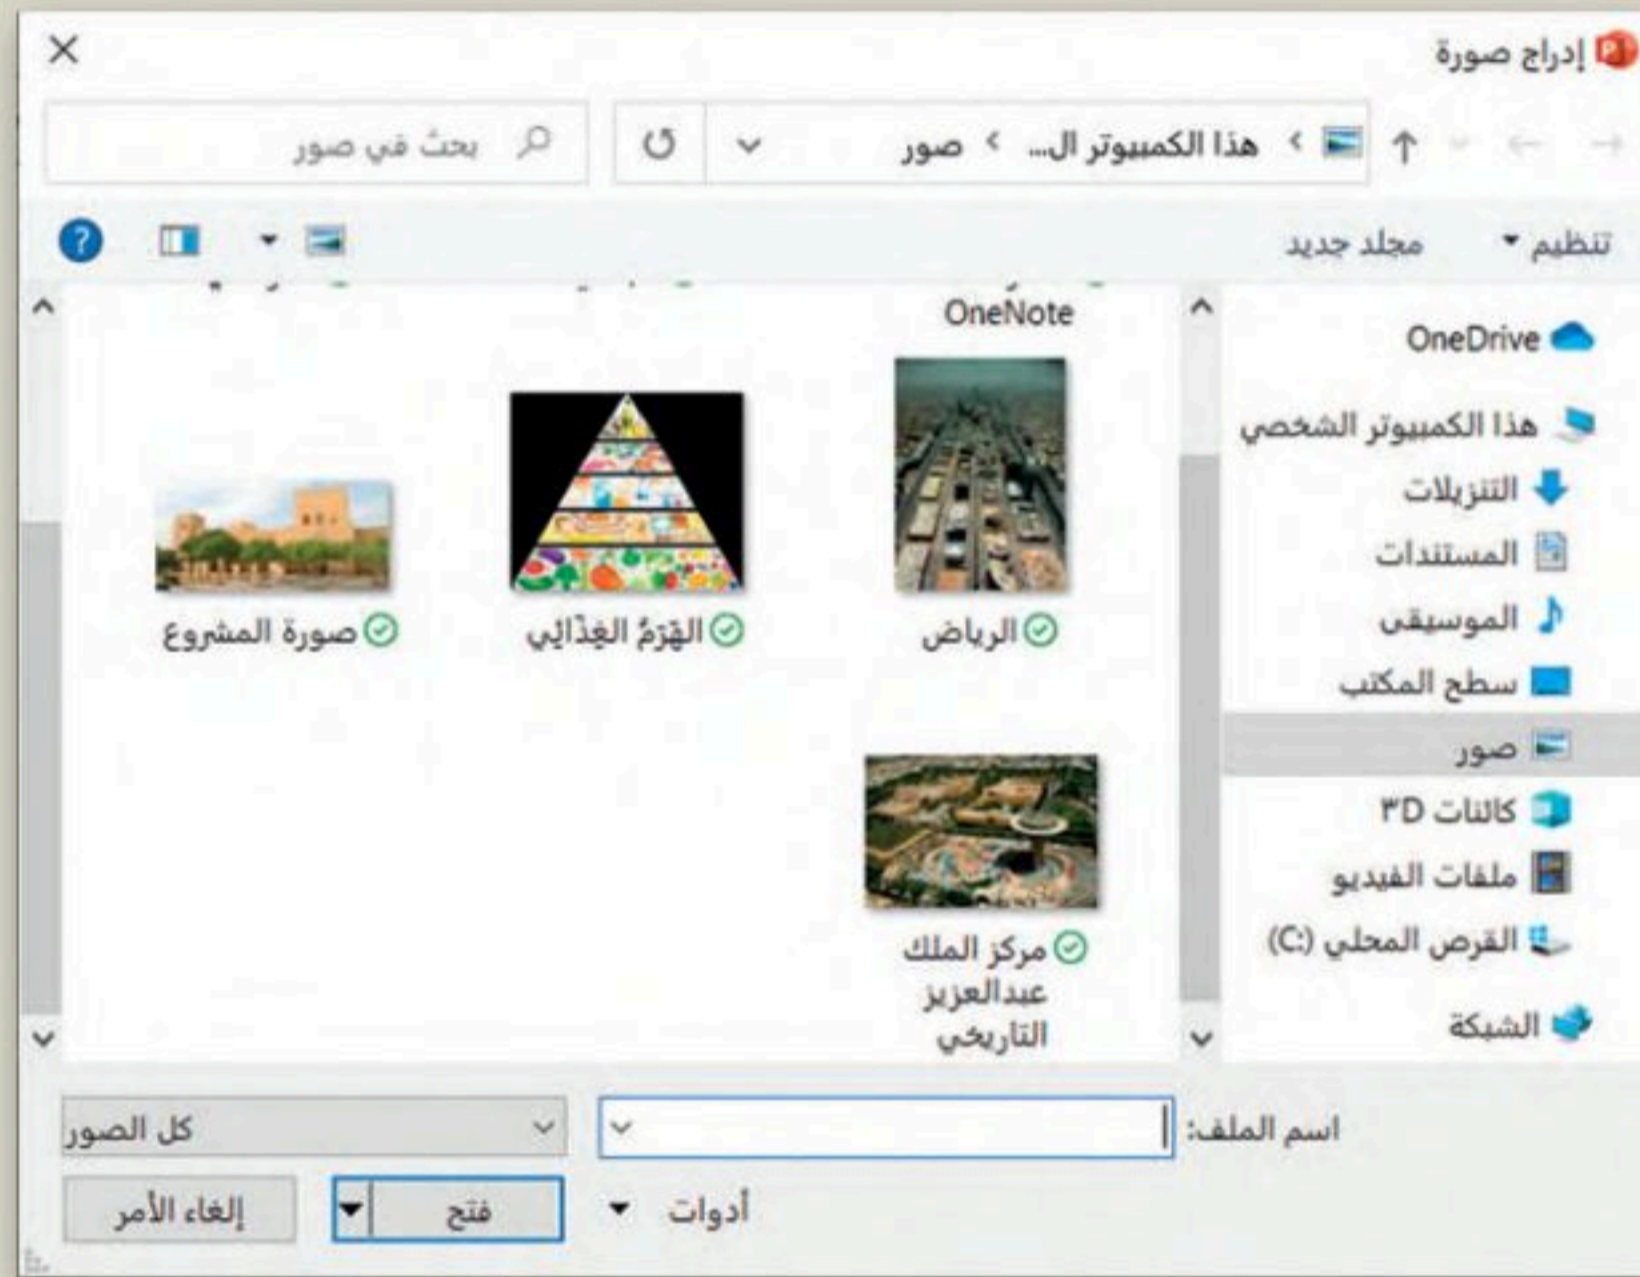 إدراج صورة
هذا الكمبيوتر ال... › صور
بحث في صور
تنظيم
مجلد جديد
OneDrive
هذا الكمبيوتر الشخصي
التنزيلات
المستندات
الموسيقى
سطح المكتب
صور
كائنات ٣D
ملفات الفيديو
القرص المحلي (C:)
الشبكة
OneNote
الرياض
الهَرَمُ الغِذَائِي
صورة المشروع
مركز الملك
عبدالعزيز
التاريخي
اسم الملف:
كل الصور
أدوات
فتح
إلغاء الأمر